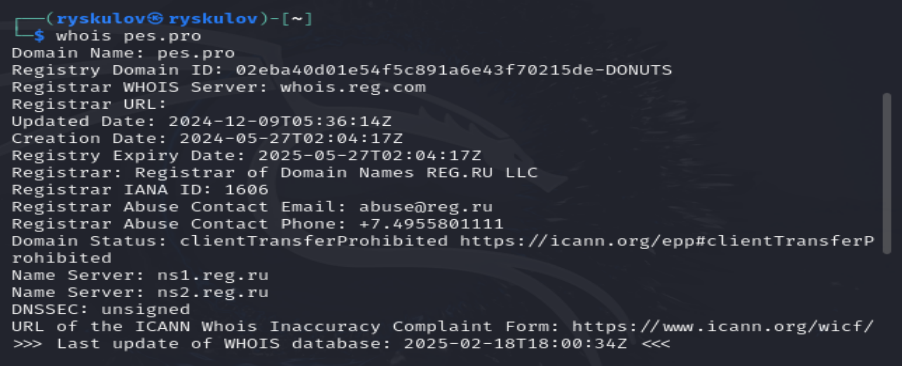 ┌──(ryskulov㉿ryskulov)-[~]
└─$ whois pes.pro
Domain Name: pes.pro
Registry Domain ID: 02eba40d01e54f5c891a6e43f70215de-DONUTS
Registrar WHOIS Server: whois.reg.com
Registrar URL:
Updated Date: 2024-12-09T05:36:14Z
Creation Date: 2024-05-27T02:04:17Z
Registry Expiry Date: 2025-05-27T02:04:17Z
Registrar: Registrar of Domain Names REG.RU LLC
Registrar IANA ID: 1606
Registrar Abuse Contact Email: abuse@reg.ru
Registrar Abuse Contact Phone: +7.4955801111
Domain Status: clientTransferProhibited https://icann.org/epp#clientTransferP
rohibited
Name Server: ns1.reg.ru
Name Server: ns2.reg.ru
DNSSEC: unsigned
URL of the ICANN Whois Inaccuracy Complaint Form: https://www.icann.org/wicf/
>>> Last update of WHOIS database: 2025-02-18T18:00:34Z <<<